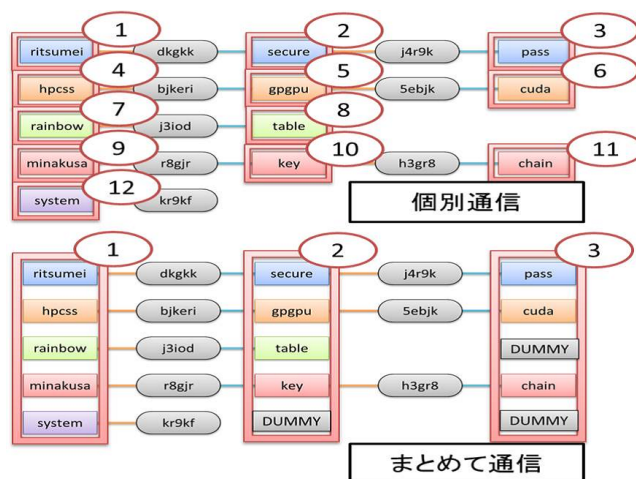 1 2 3
ritsumei dkgkk secure j4r9k pass
4 5 6
hpcss bjkeri gpgpu 5ebjk cuda
7 8
rainbow j3iod table
9 10 11
minakusa r8gjr key h3gr8 chain
12
system kr9kf
個別通信
1 2 3
ritsumei dkgkk secure j4r9k pass
hpcss bjkeri gpgpu 5ebjk cuda
rainbow j3iod table DUMMY
minakusa r8gjr key h3gr8 chain
system kr9kf DUMMY DUMMY
まとめて通信